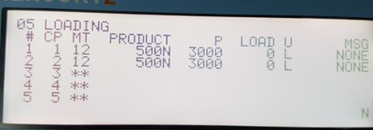 05 LOADING
# CP MT PRODUCT P LOAD U MSG
1 1 12 500N 3000 0 L NONE
2 2 12 500N 3000 0 L NONE
3 3 **
4 4 **
5 5 **
N